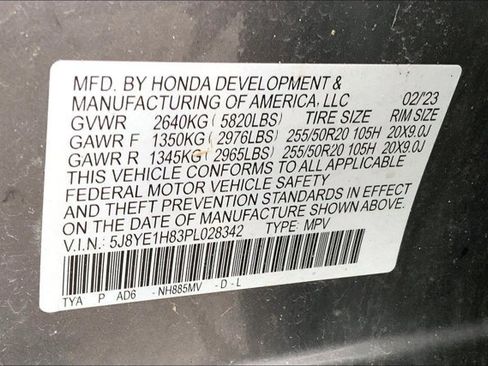 MFD. BY HONDA DEVELOPMENT &
MANUFACTURING OF AMERICA, LLC 02/'23
GVWR 2640KG( 5820LBS) TIRE SIZE RIM SIZE
GAWR F 1350KG( 2976LBS) 255/50R20 105H 20X9.0J
GAWR R 1345KG( 2965LBS) 255/50R20 105H 20X9.0J
THIS VEHICLE CONFORMS TO ALL APPLICABLE
FEDERAL MOTOR VEHICLE SAFETY
AND THEFT PREVENTION STANDARDS IN EFFECT
ON THE DATE OF MANUFACTURE SHOWN ABOVE.
V.I.N.: 5J8YE1H83PL028342 TYPE: MPV
TYA P AD6 -NH885MV -D-L